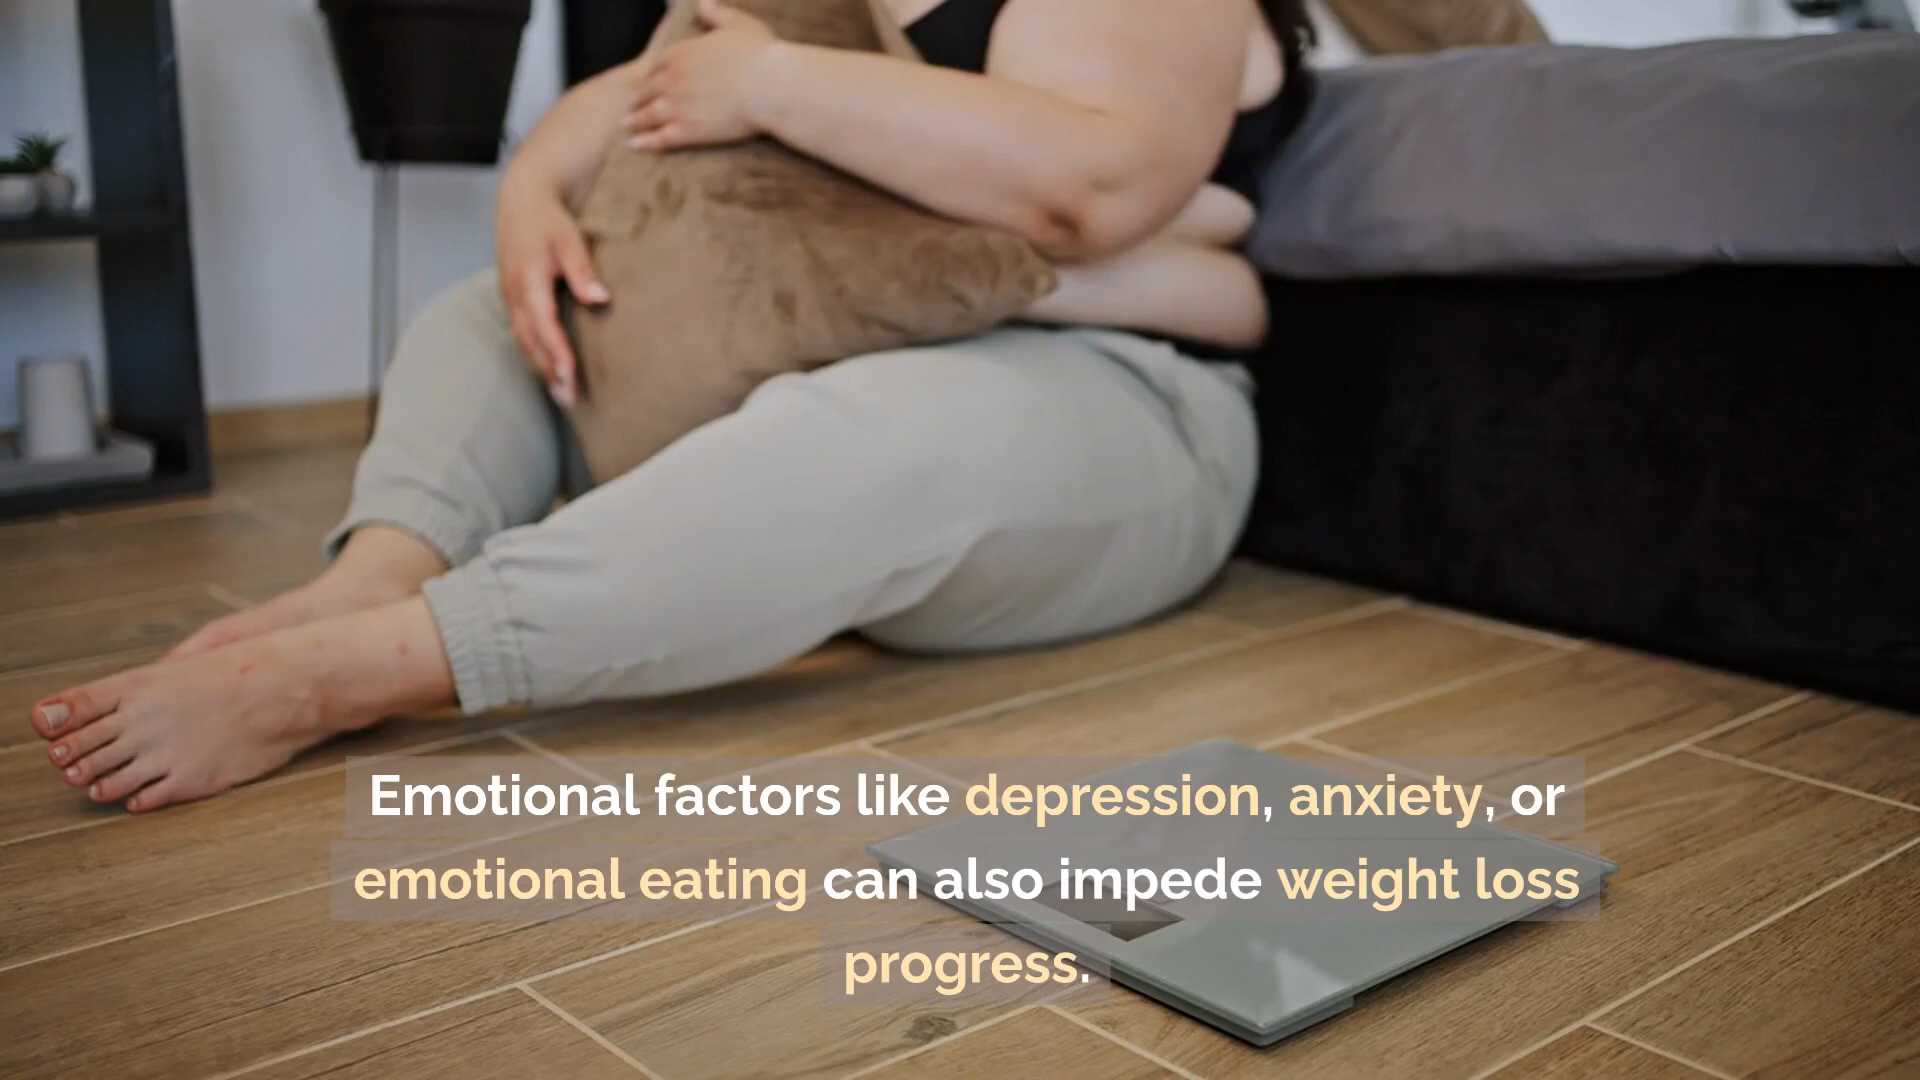 Emotional factors like depression, anxiety, or
emotional eating can also impede weight loss
progress.